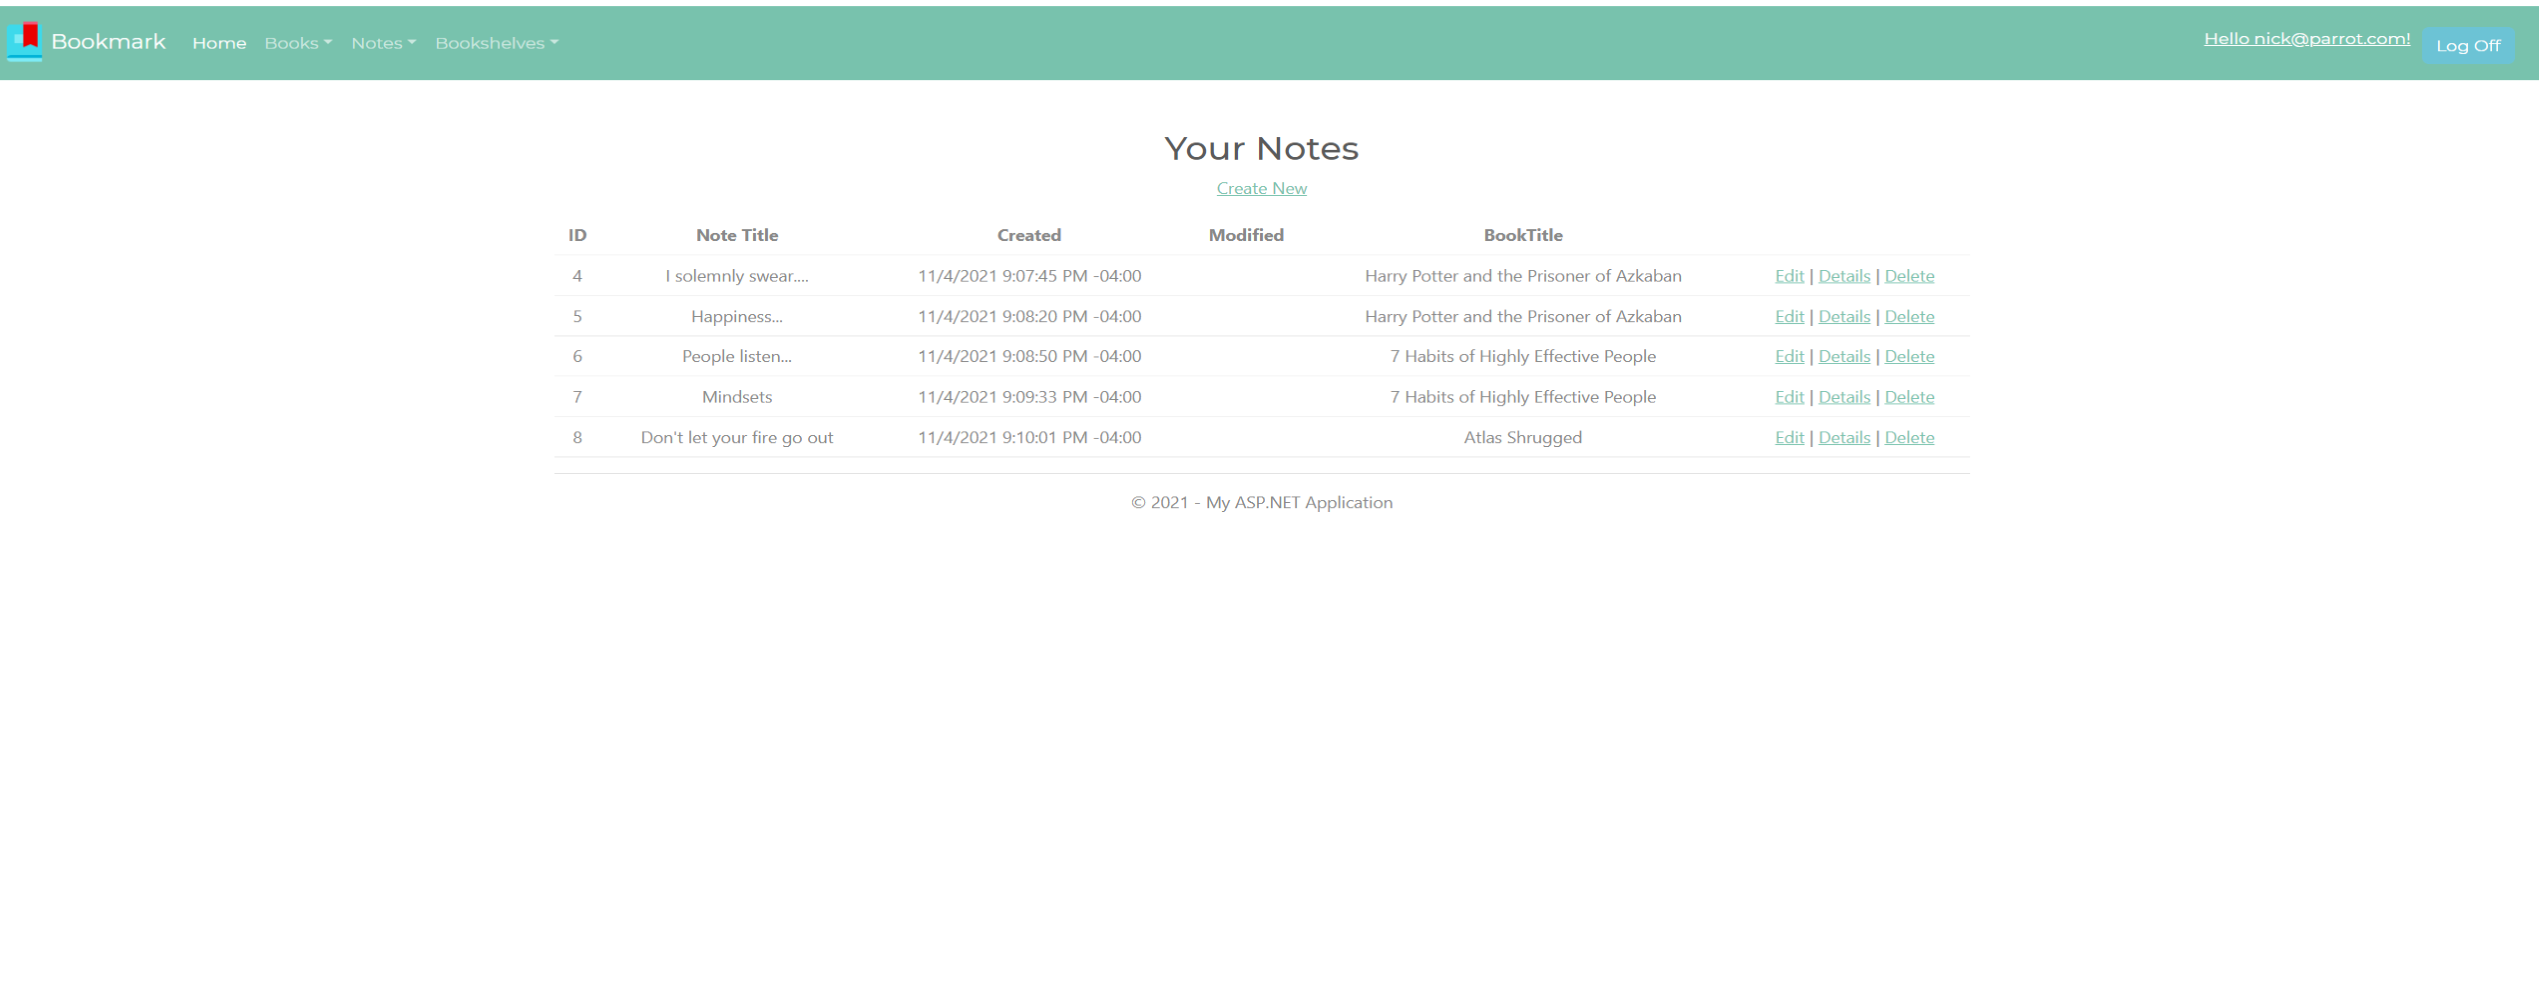 Bookmark Home Books Notes Bookshelves Hello nick@parrot.com! Log Off
Your Notes
Create New
ID Note Title Created Modified BookTitle
4 I solemnly swear.... 11/4/2021 9:07:45 PM -04:00 Harry Potter and the Prisoner of Azkaban Edit | Details | Delete
5 Happiness... 11/4/2021 9:08:20 PM -04:00 Harry Potter and the Prisoner of Azkaban Edit | Details | Delete
6 People listen... 11/4/2021 9:08:50 PM -04:00 7 Habits of Highly Effective People Edit | Details | Delete
7 Mindsets 11/4/2021 9:09:33 PM -04:00 7 Habits of Highly Effective People Edit | Details | Delete
8 Don't let your fire go out 11/4/2021 9:10:01 PM -04:00 Atlas Shrugged Edit | Details | Delete
© 2021 - My ASP.NET Application